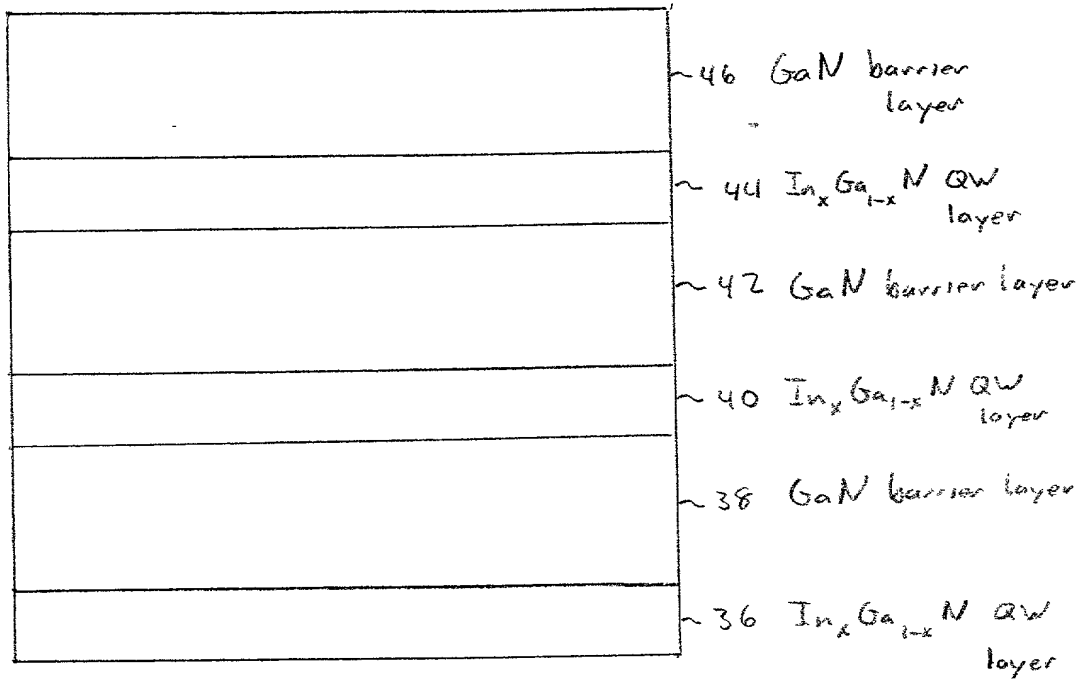 46 GaN barrier
layer
44 InₓGa₁₋ₓN QW
layer
42 GaN barrier layer
40 InₓGa₁₋ₓN QW
layer
38 GaN barrier layer
36 InₓGa₁₋ₓN QW
layer